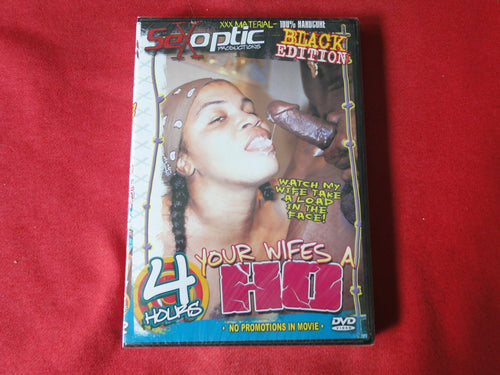 XXX MATERIAL - 100% HARDCORE
SeXoptic
PRODUCTIONS
BLACK
EDITION
WATCH MY
WIFE TAKE
A LOAD
IN THE
FACE!
YOUR WIFES A
HO
4
HOURS
• NO PROMOTIONS IN MOVIE •
DVD
VIDEO